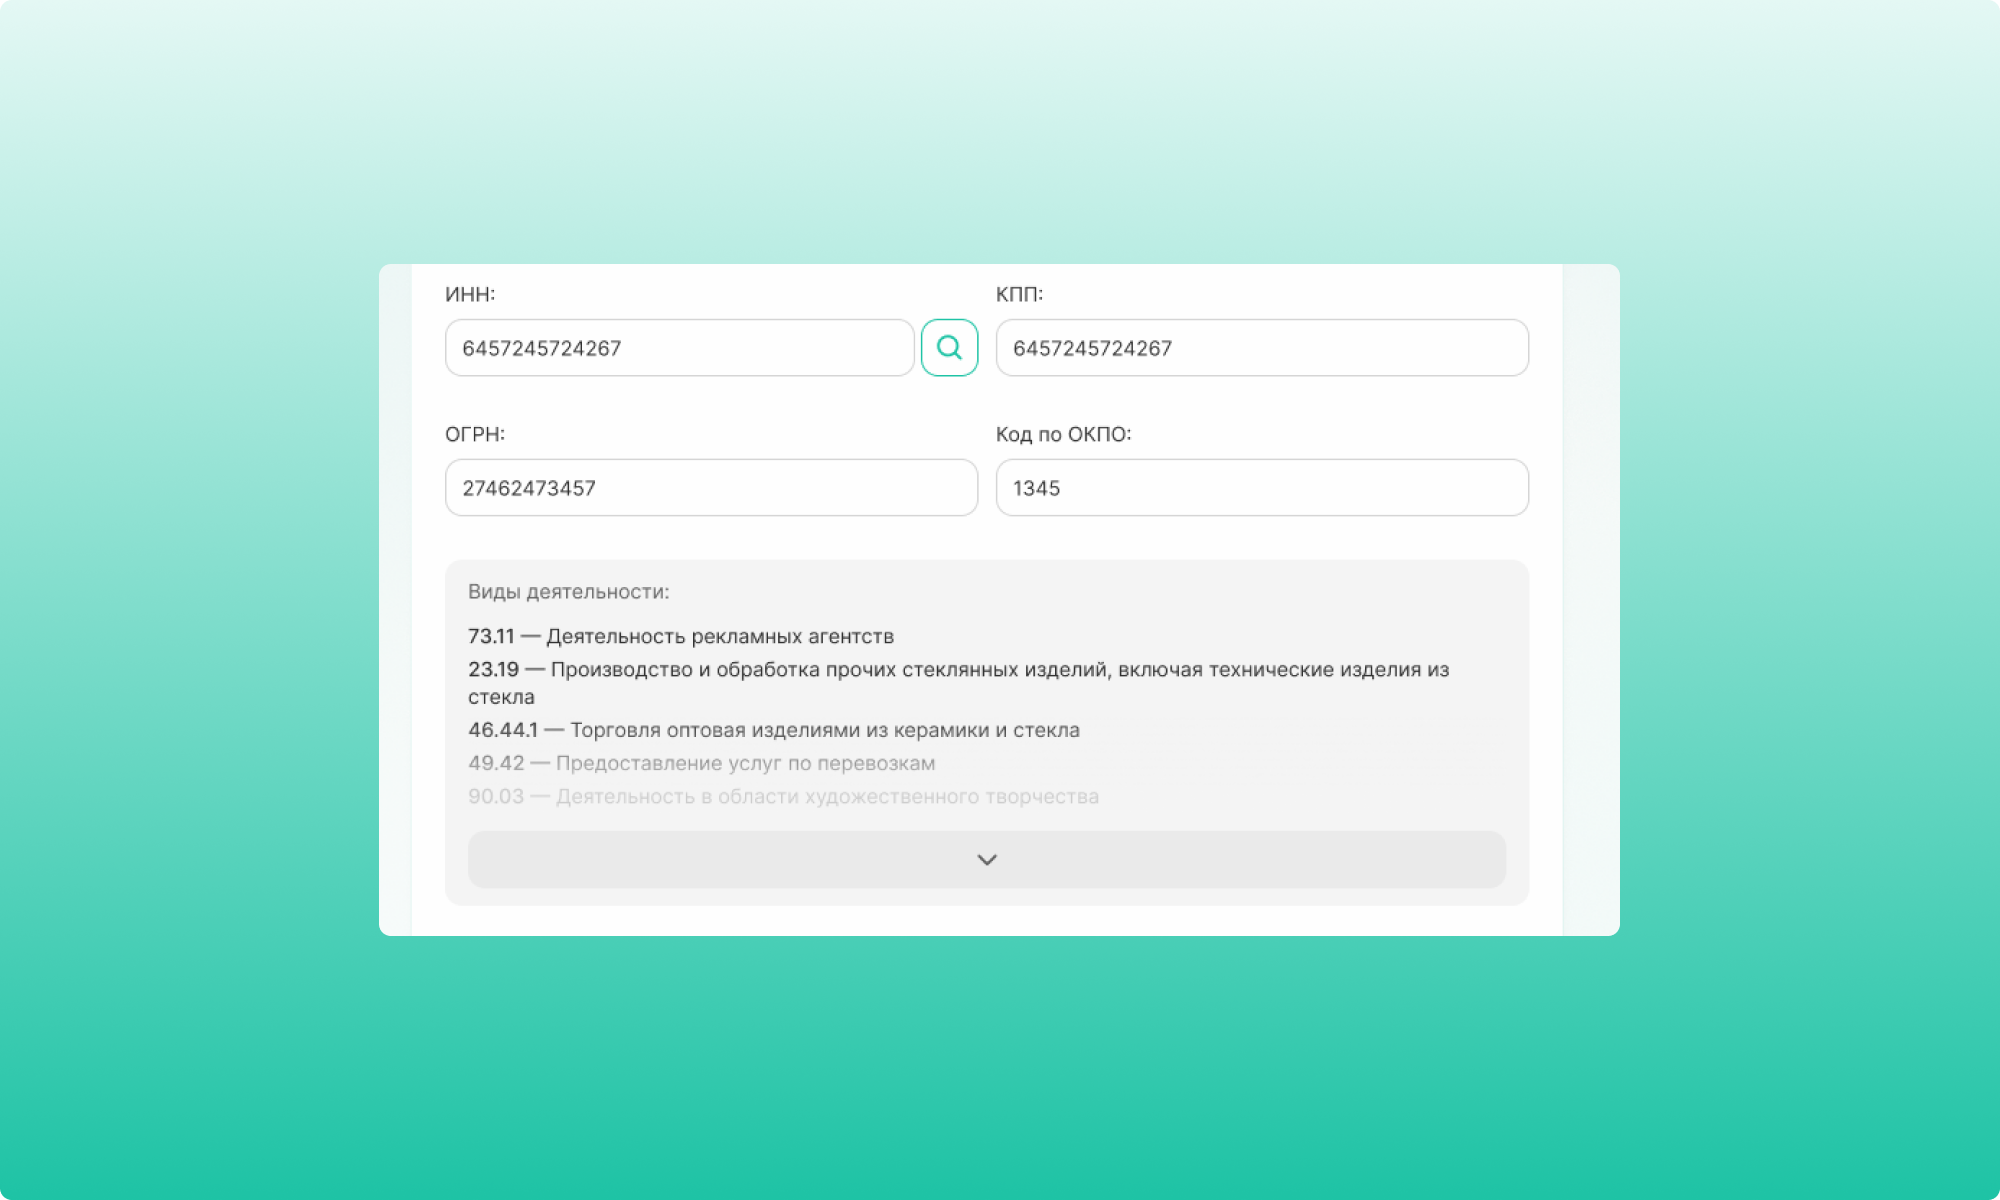 ИНН:
КПП:
6457245724267
6457245724267
ОГРН:
Код по ОКПО:
27462473457
1345
Виды деятельности:
73.11 — Деятельность рекламных агентств
23.19 — Производство и обработка прочих стеклянных изделий, включая технические изделия из
стекла
46.44.1 — Торговля оптовая изделиями из керамики и стекла
49.42 — Предоставление услуг по перевозкам
90.03 — Деятельность в области художественного творчества